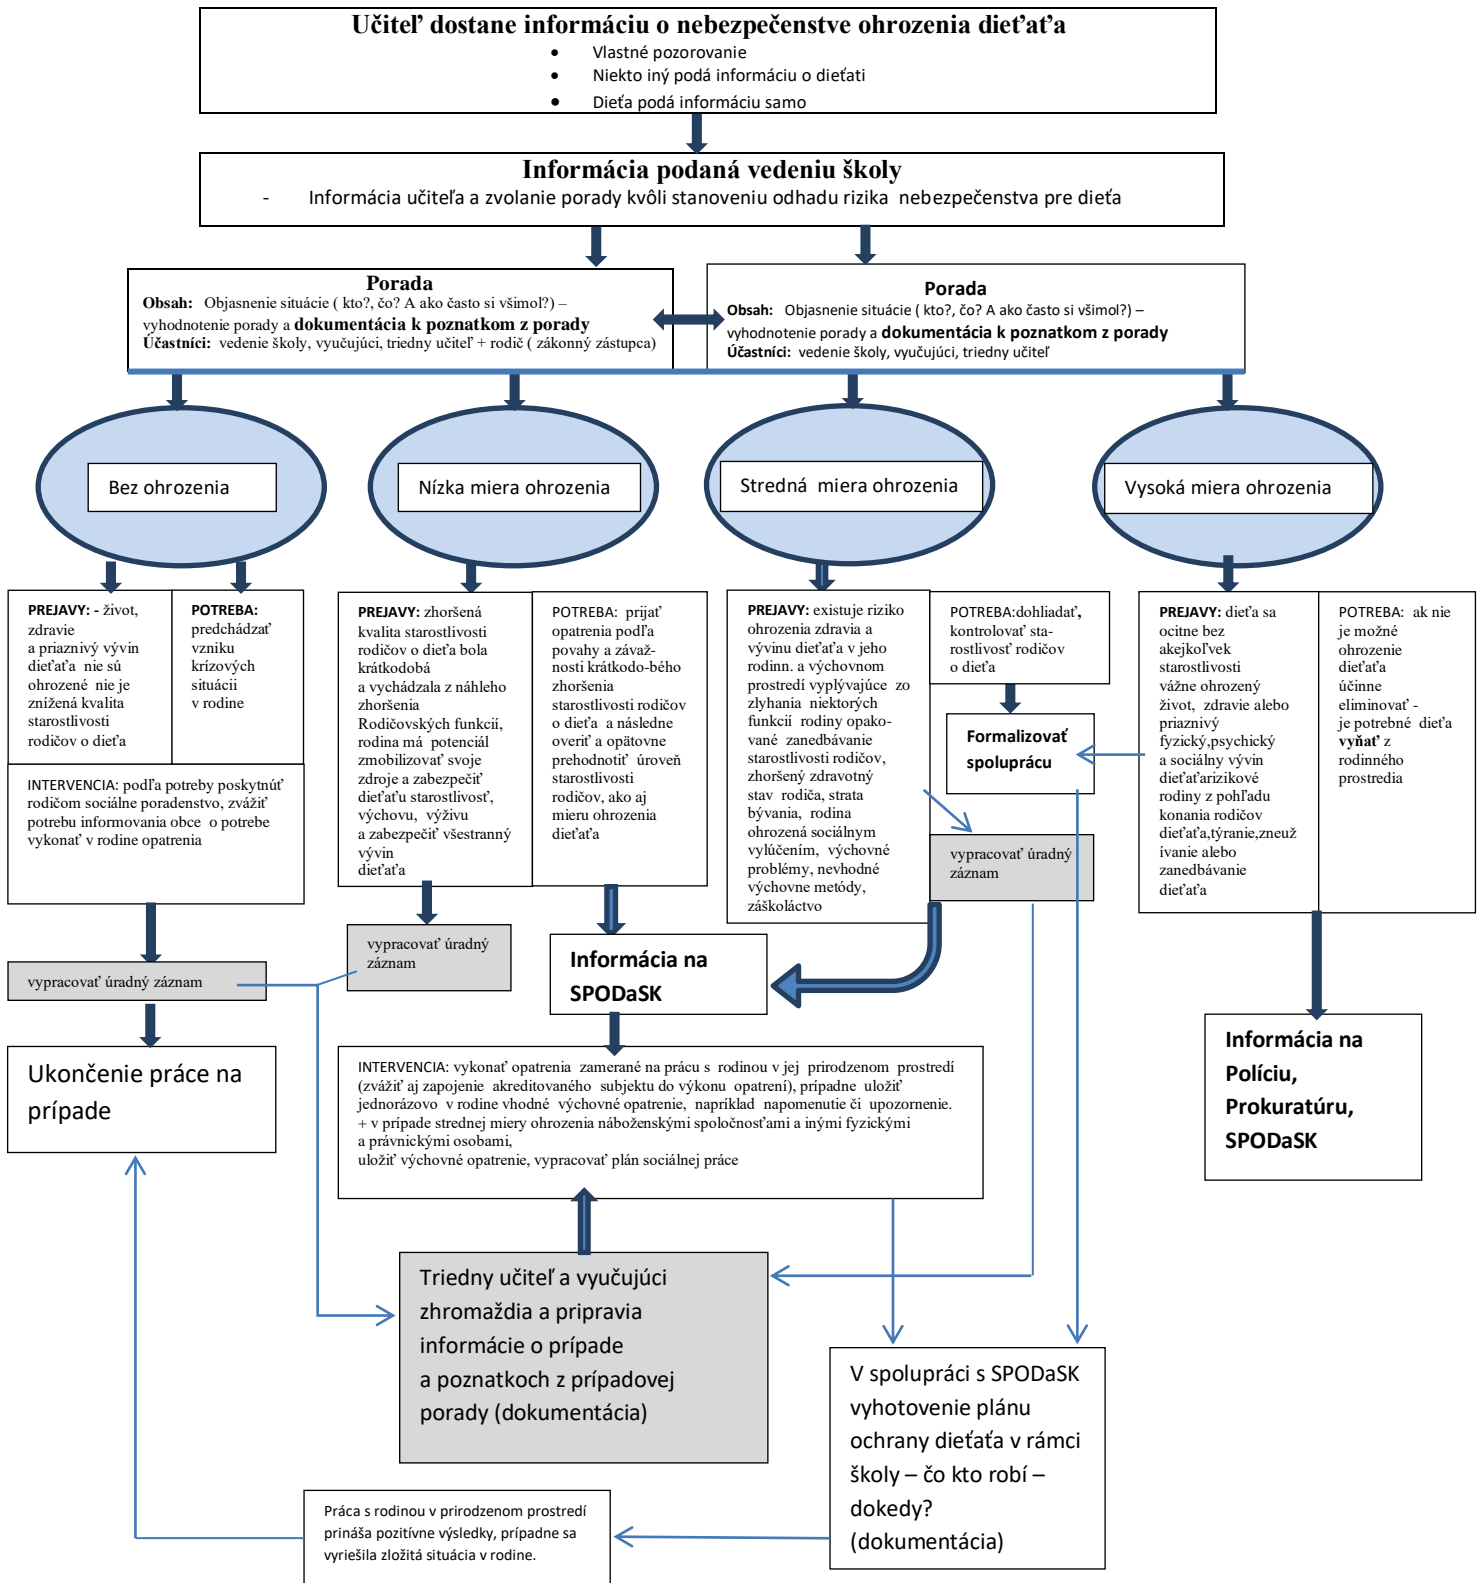 Učiteľ dostane informáciu o nebezpečenstve ohrozenia dieťaťa
• Vlastné pozorovanie
• Niekto iný podá informáciu o dieťati
• Dieťa podá informáciu samo
Informácia podaná vedeniu školy
- Informácia učiteľa a zvolanie porady kvôli stanoveniu odhadu rizika nebezpečenstva pre dieťa
Porada
Obsah: Objasnenie situácie ( kto?, čo? A ako často si všimol?) –
vyhodnotenie porady a dokumentácia k poznatkom z porady
Účastníci: vedenie školy, vyučujúci, triedny učiteľ + rodič ( zákonný zástupca)
Porada
Obsah: Objasnenie situácie ( kto?, čo? A ako často si všimol?) –
vyhodnotenie porady a dokumentácia k poznatkom z porady
Účastníci: vedenie školy, vyučujúci, triedny učiteľ
Bez ohrozenia
Nízka miera ohrozenia
Stredná miera ohrozenia
Vysoká miera ohrozenia
PREJAVY: - život,
zdravie
a priaznivý vývin
dieťaťa nie sú
ohrozené nie je
znížená kvalita
starostlivosti
rodičov o dieťa
POTREBA:
predchádzať
vzniku
krízových
situácii
v rodine
INTERVENCIA: podľa potreby poskytnúť
rodičom sociálne poradenstvo, zvážiť
potrebu informovania obce o potrebe
vykonať v rodine opatrenia
vypracovať úradný záznam
Ukončenie práce na
prípade
PREJAVY: zhoršená
kvalita starostlivosti
rodičov o dieťa bola
krátkodobá
a vychádzala z náhleho
zhoršenia
Rodičovských funkcií,
rodina má potenciál
zmobilizovať svoje
zdroje a zabezpečiť
dieťaťu starostlivosť,
výchovu, výživu
a zabezpečiť všestranný
vývin
dieťaťa
POTREBA: prijať
opatrenia podľa
povahy a závaž-
nosti krátkodo-bého
zhoršenia
starostlivosti rodičov
o dieťa a následne
overiť a opätovne
prehodnotiť úroveň
starostlivosti
rodičov, ako aj
mieru ohrozenia
dieťaťa
vypracovať úradný
záznam
Informácia na
SPODaSK
PREJAVY: existuje riziko
ohrozenia zdravia a
vývinu dieťaťa v jeho
rodinn. a výchovnom
prostredí vyplývajúce zo
zlyhania niektorých
funkcií rodiny opako-
vané zanedbávanie
starostlivosti rodičov,
zhoršený zdravotný
stav rodiča, strata
bývania, rodina
ohrozená sociálnym
vylúčením, výchovné
problémy, nevhodné
výchovne metódy,
záškoláctvo
POTREBA:dohliadať,
kontrolovať sta-
rostlivosť rodičov
o dieťa
Formalizovať
spoluprácu
vypracovať úradný
záznam
PREJAVY: dieťa sa
ocitne bez
akejkoľvek
starostlivosti
vážne ohrozený
život, zdravie alebo
priaznivý
fyzický,psychický
a sociálny vývin
dieťaťarizikové
rodiny z pohľadu
konania rodičov
dieťaťa,týranie,zneuž
ívanie alebo
zanedbávanie
dieťaťa
POTREBA: ak nie
je možné
ohrozenie
dieťaťa
účinne
eliminovať -
je potrebné dieťa
vyňať z
rodinného
prostredia
Informácia na
Políciu,
Prokuratúru,
SPODaSK
INTERVENCIA: vykonať opatrenia zamerané na prácu s rodinou v jej prirodzenom prostredí
(zvážiť aj zapojenie akreditovaného subjektu do výkonu opatrení), prípadne uložiť
jednorázovo v rodine vhodné výchovné opatrenie, napríklad napomenutie či upozornenie.
+ v prípade strednej miery ohrozenia náboženskými spoločnosťami a inými fyzickými
a právnickými osobami,
uložiť výchovné opatrenie, vypracovať plán sociálnej práce
Triedny učiteľ a vyučujúci
zhromaždia a pripravia
informácie o prípade
a poznatkoch z prípadovej
porady (dokumentácia)
V spolupráci s SPODaSK
vyhotovenie plánu
ochrany dieťaťa v rámci
školy – čo kto robí –
dokedy?
(dokumentácia)
Práca s rodinou v prirodzenom prostredí
prináša pozitívne výsledky, prípadne sa
vyriešila zložitá situácia v rodine.